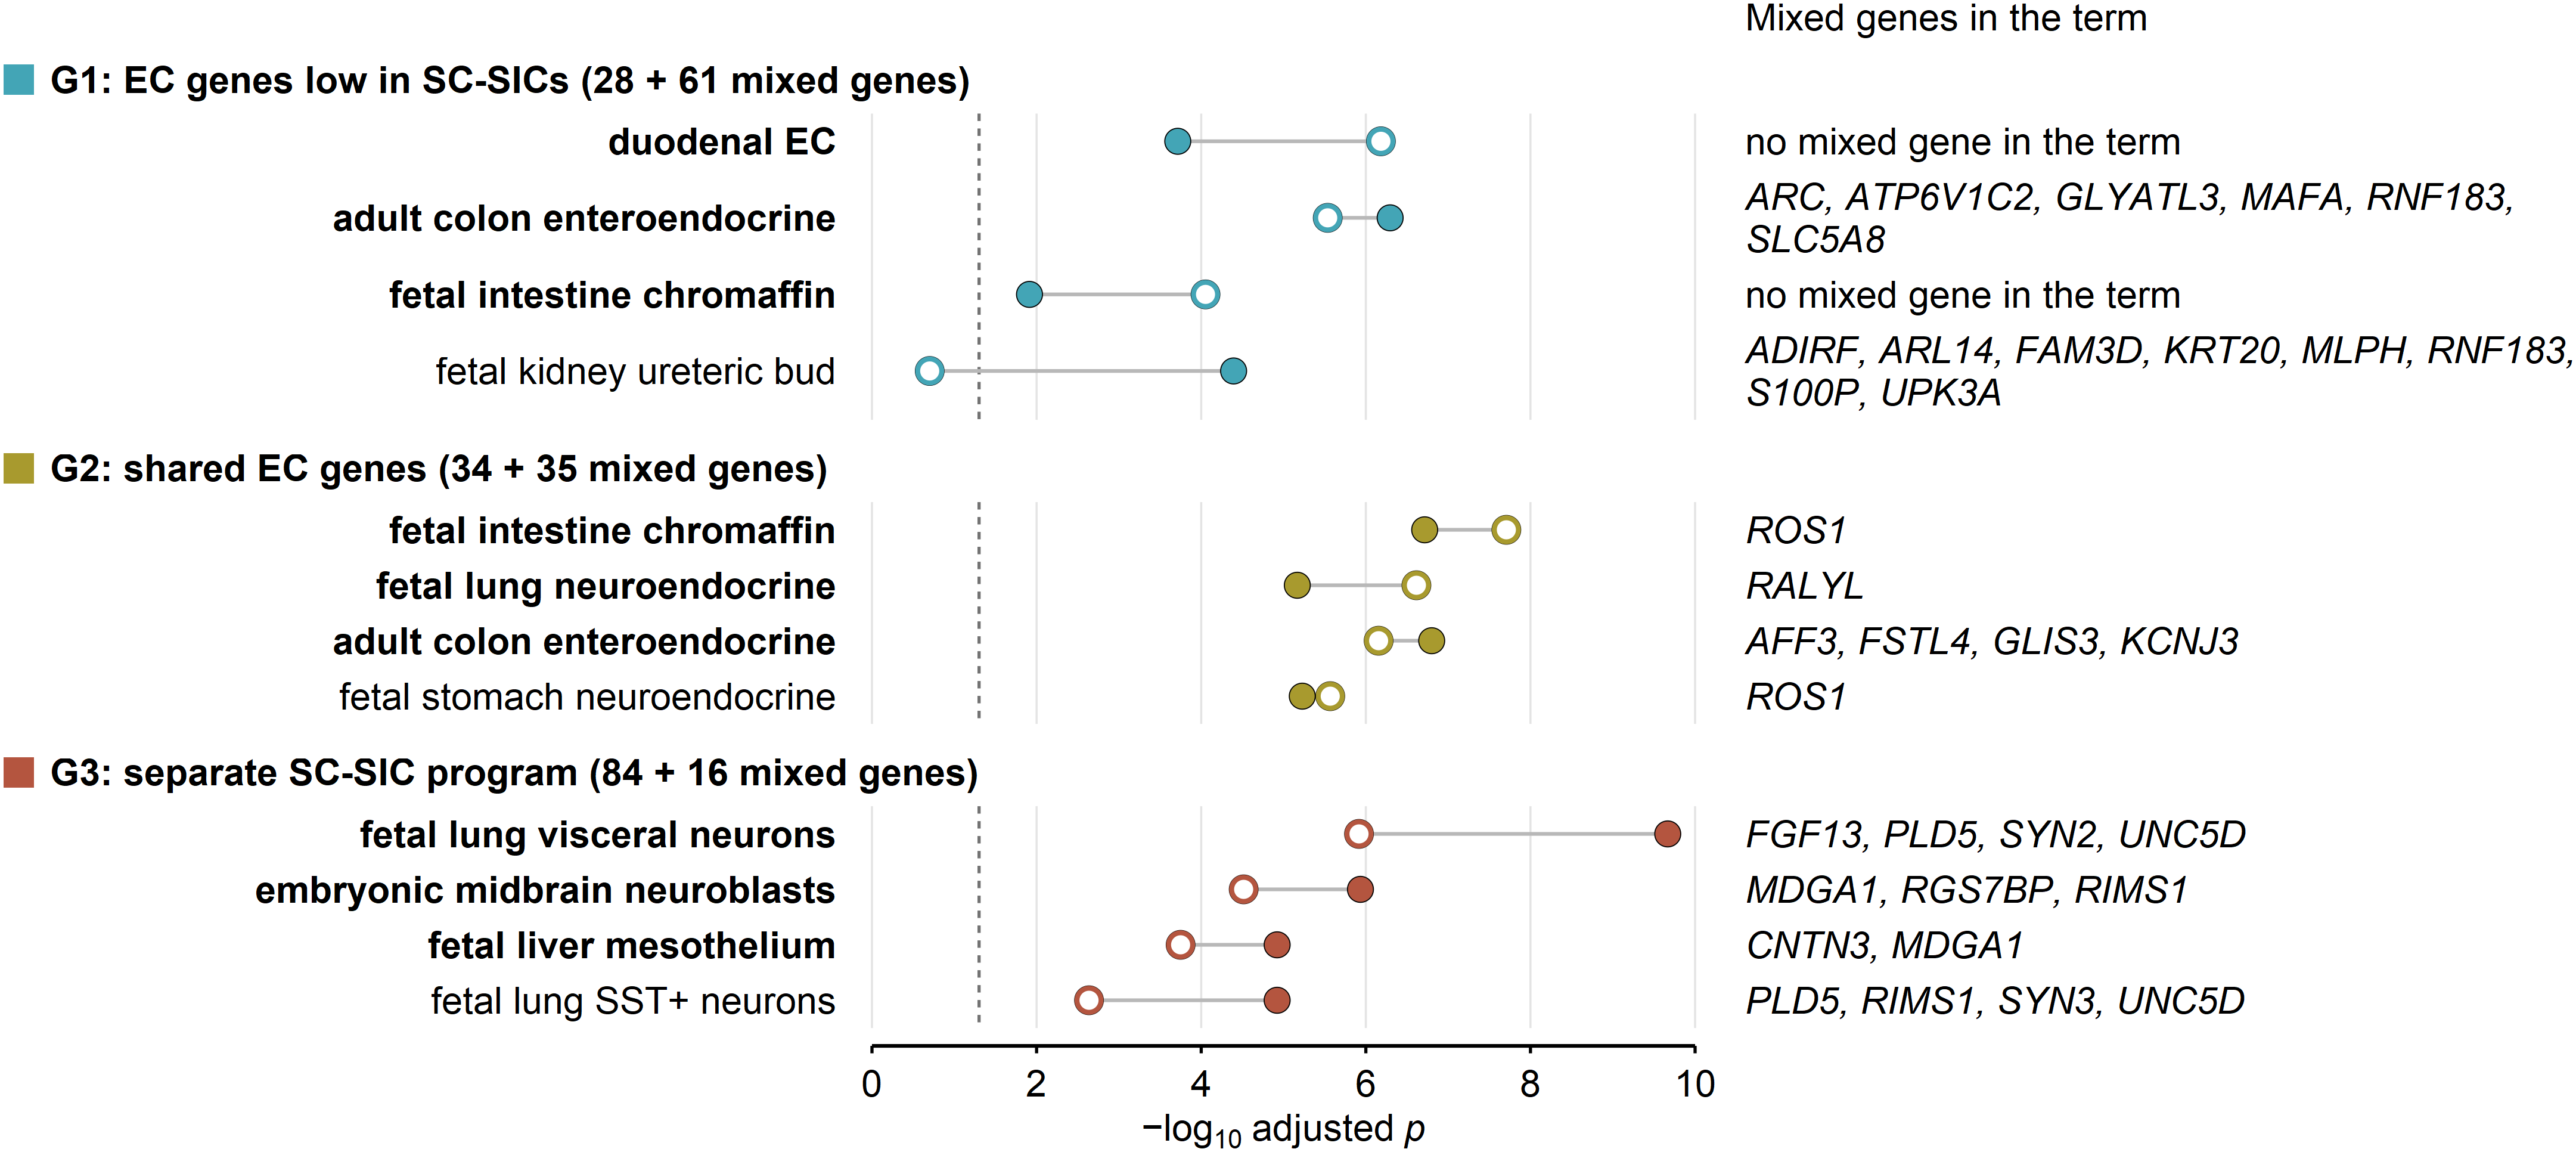 Mixed genes in the term
G1: EC genes low in SC-SICs (28 + 61 mixed genes)
duodenal EC
no mixed gene in the term
adult colon enteroendocrine
ARC, ATP6V1C2, GLYATL3, MAFA, RNF183,
SLC5A8
fetal intestine chromaffin
no mixed gene in the term
fetal kidney ureteric bud
ADIRF, ARL14, FAM3D, KRT20, MLPH, RNF183,
S100P, UPK3A
G2: shared EC genes (34 + 35 mixed genes)
fetal intestine chromaffin
ROS1
fetal lung neuroendocrine
RALYL
adult colon enteroendocrine
AFF3, FSTL4, GLIS3, KCNJ3
fetal stomach neuroendocrine
ROS1
G3: separate SC-SIC program (84 + 16 mixed genes)
fetal lung visceral neurons
FGF13, PLD5, SYN2, UNC5D
embryonic midbrain neuroblasts
MDGA1, RGS7BP, RIMS1
fetal liver mesothelium
CNTN3, MDGA1
fetal lung SST+ neurons
PLD5, RIMS1, SYN3, UNC5D
0 2 4 6 8 10
−log10 adjusted p